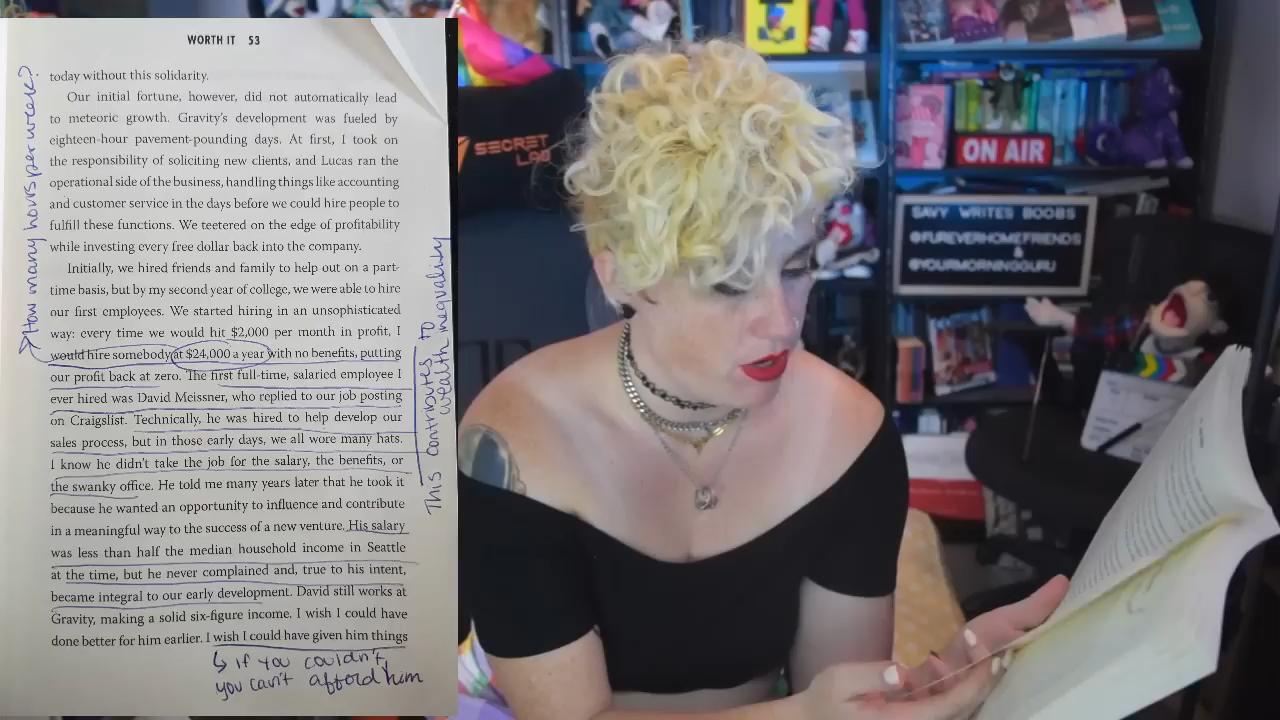 WORTH IT 53
today without this solidarity.
Our initial fortune, however, did not automatically lead
to meteoric growth. Gravity's development was fueled by
eighteen-hour pavement-pounding days. At first, I took on
the responsibility of soliciting new clients, and Lucas ran the
operational side of the business, handling things like accounting
and customer service in the days before we could hire people to
fulfill these functions. We teetered on the edge of profitability
while investing every free dollar back into the company.
Initially, we hired friends and family to help out on a part-
time basis, but by my second year of college, we were able to hire
our first employees. We started hiring in an unsophisticated
way: every time we would hit $2,000 per month in profit, I
would hire somebody at $24,000 a year with no benefits, putting
our profit back at zero. The first full-time, salaried employee I
ever hired was David Meissner, who replied to our job posting
on Craigslist. Technically, he was hired to help develop our
sales process, but in those early days, we all wore many hats.
I know he didn't take the job for the salary, the benefits, or
the swanky office. He told me many years later that he took it
because he wanted an opportunity to influence and contribute
in a meaningful way to the success of a new venture. His salary
was less than half the median household income in Seattle
at the time, but he never complained and, true to his intent,
became integral to our early development. David still works at
Gravity, making a solid six-figure income. I wish I could have
done better for him earlier. I wish I could have given him things
if you couldn't,
you can't afford him
How many hours per week?
This contributes to
wealth inequality
SECRET
LAB
ON AIR
SAVY WRITES BOOBS
@FUREVERHOMEFRIENDS
&
@YOURMORNINGGURU